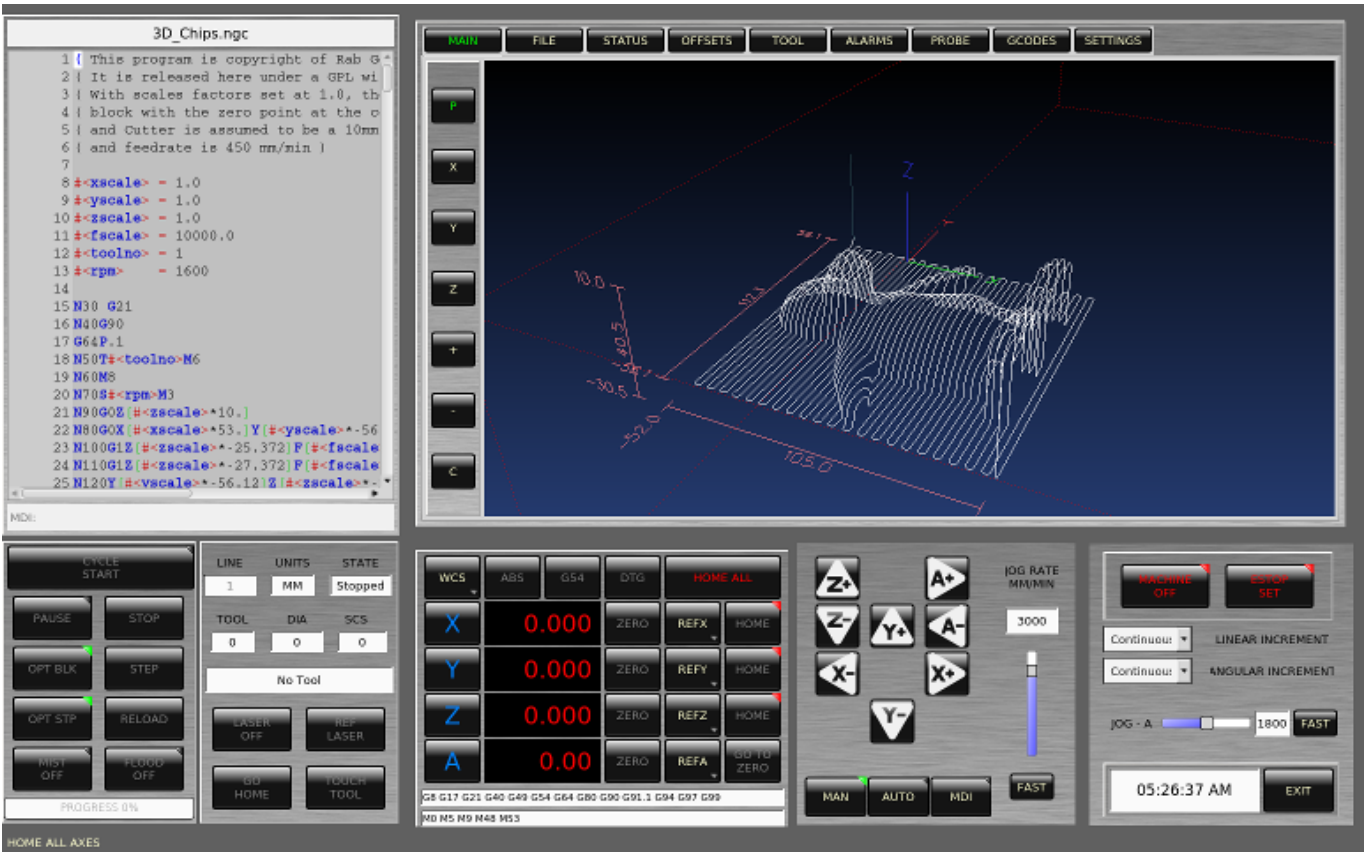 3D_Chips.ngc
1 ( This program is copyright of Rab G
2 ( It is released here under a GPL wi
3 ( With scales factors set at 1.0, th
4 ( block with the zero point at the c
5 ( and Cutter is assumed to be a 10mm
6 ( and feedrate is 450 mm/min )
7
8 #<xscale> = 1.0
9 #<yscale> = 1.0
10 #<zscale> = 1.0
11 #<fscale> = 10000.0
12 #<toolno> = 1
13 #<rpm> = 1600
14
15 N30 G21
16 N40G90
17 G64P.1
18 N50T#<toolno>M6
19 N60M8
20 N70S#<rpm>M3
21 N90G0Z[#<zscale>*10.]
22 N80G0X[#<xscale>*53.]Y[#<yscale>*-56
23 N100G1Z[#<zscale>*-25.372]F[#<fscale
24 N110G1Z[#<zscale>*-27.372]F[#<fscale
25 N120Y[#<yscale>*-56.12]Z[#<zscale>*-
MDI:
MAIN FILE STATUS OFFSETS TOOL ALARMS PROBE GCODES SETTINGS
P
X
Y
Z
+
-
C
Z
Y
10.0
40.5
-30.5
-52.0
105.0
CYCLE START
PAUSE STOP
OPT BLK STEP
OPT STP RELOAD
MIST OFF FLOOD OFF
PROGRESS 0%
LINE UNITS STATE
1 MM Stopped
TOOL DIA SCS
0 0 0
No Tool
LASER OFF REF LASER
GO HOME TOUCH TOOL
WCS ABS G54 DTG HOME ALL
X 0.000 ZERO REFX HOME
Y 0.000 ZERO REFY HOME
Z 0.000 ZERO REFZ HOME
A 0.00 ZERO REFA GO TO ZERO
G8 G17 G21 G40 G49 G54 G64 G80 G90 G91.1 G94 G97 G99
M0 M5 M9 M48 M53
Z+ A+
Z- Y+ A-
X- X+
Y-
JOG RATE
MM/MIN
3000
FAST
MAN AUTO MDI
MACHINE OFF ESTOP SET
Continuou: LINEAR INCREMENT
Continuou: ANGULAR INCREMENT
JOG - A 1800 FAST
05:26:37 AM EXIT
HOME ALL AXES